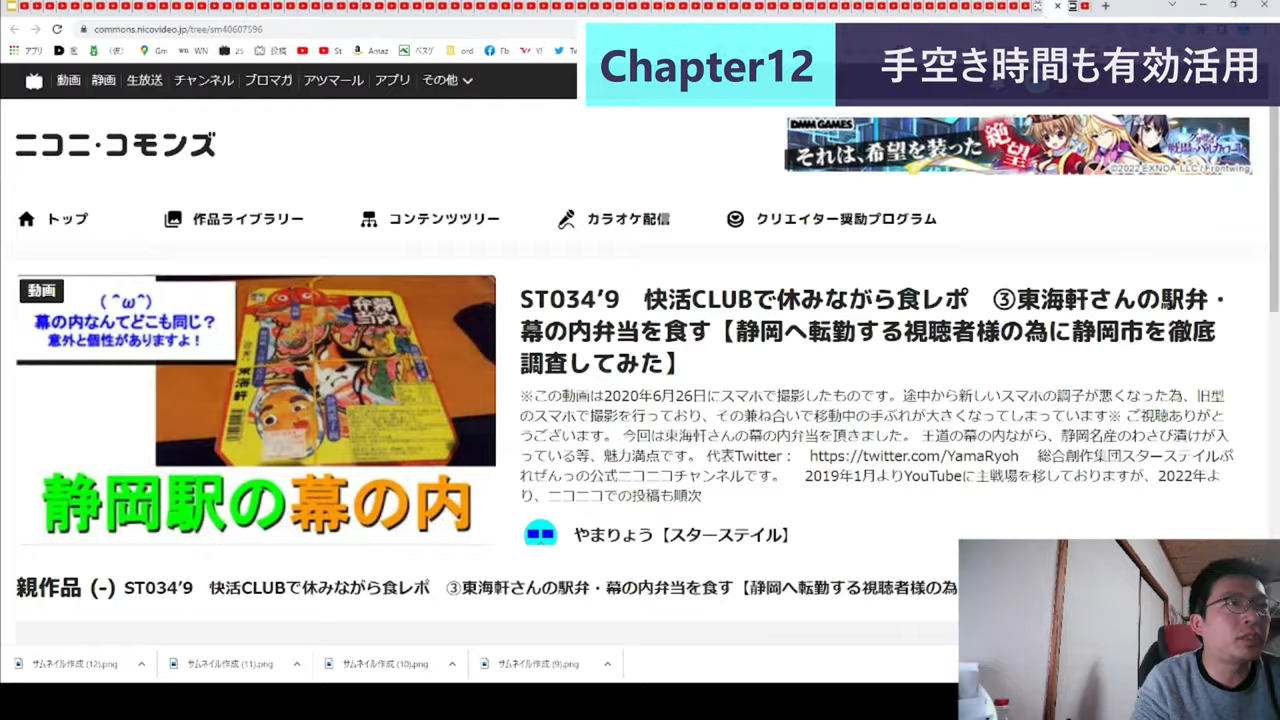 commons.nicovideo.jp/tree/sm40607596
アプリ
Gm
WN
25
投稿
St
Amaz
ord
Fb
Y!
Tw
Chapter12
手空き時間も有効活用
動画
静画
生放送
チャンネル
ブロマガ
アツマール
アプリ
その他
ニコニ・コモンズ
DMM GAMES
それは、希望を装った
絶望
©2022 EXNOA LLC / Frontwing
トップ
作品ライブラリー
コンテンツツリー
カラオケ配信
クリエイター奨励プログラム
動画
( ^ω^)
幕の内なんてどこも同じ?
意外と個性がありますよ!
幕の内
弁当
東海軒
静岡駅の幕の内
ST034’9　快活CLUBで休みながら食レポ　③東海軒さんの駅弁・
幕の内弁当を食す【静岡へ転勤する視聴者様の為に静岡市を徹底
調査してみた】
※この動画は2020年6月26日にスマホで撮影したものです。途中から新しいスマホの調子が悪くなった為、旧型
のスマホで撮影を行っており、その兼ね合いで移動中の手ぶれが大きくなってしまっています※ ご視聴ありがと
うございます。 今回は東海軒さんの幕の内弁当を頂きました。 王道の幕の内ながら、静岡名産のわさび漬けが入
っている等、魅力満点です。 代表Twitter：　https://twitter.com/YamaRyoh　総合創作集団スターステイルぷ
れぜんっの公式ニコニコチャンネルです。　2019年1月よりYouTubeに主戦場を移しておりますが、2022年よ
り、ニコニコでの投稿も順次
やまりょう【スターステイル】
親作品 (-) ST034’9　快活CLUBで休みながら食レポ　③東海軒さんの駅弁・幕の内弁当を食す【静岡へ転勤する視聴者様の為
サムネイル作成 (12).png
サムネイル作成 (11).png
サムネイル作成 (10).png
サムネイル作成 (9).png